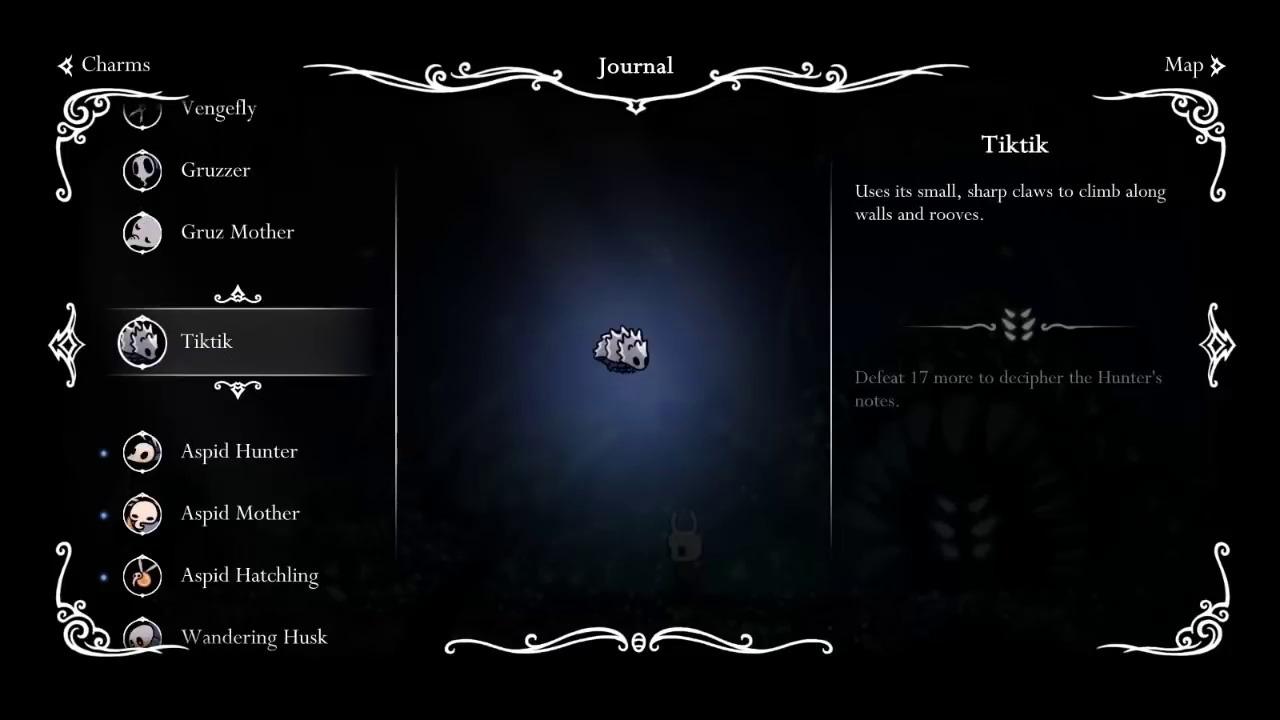 Charms
Journal
Map
Vengefly
Gruzzer
Gruz Mother
Tiktik
Aspid Hunter
Aspid Mother
Aspid Hatchling
Wandering Husk
Tiktik
Uses its small, sharp claws to climb along
walls and rooves.
Defeat 17 more to decipher the Hunter's
notes.